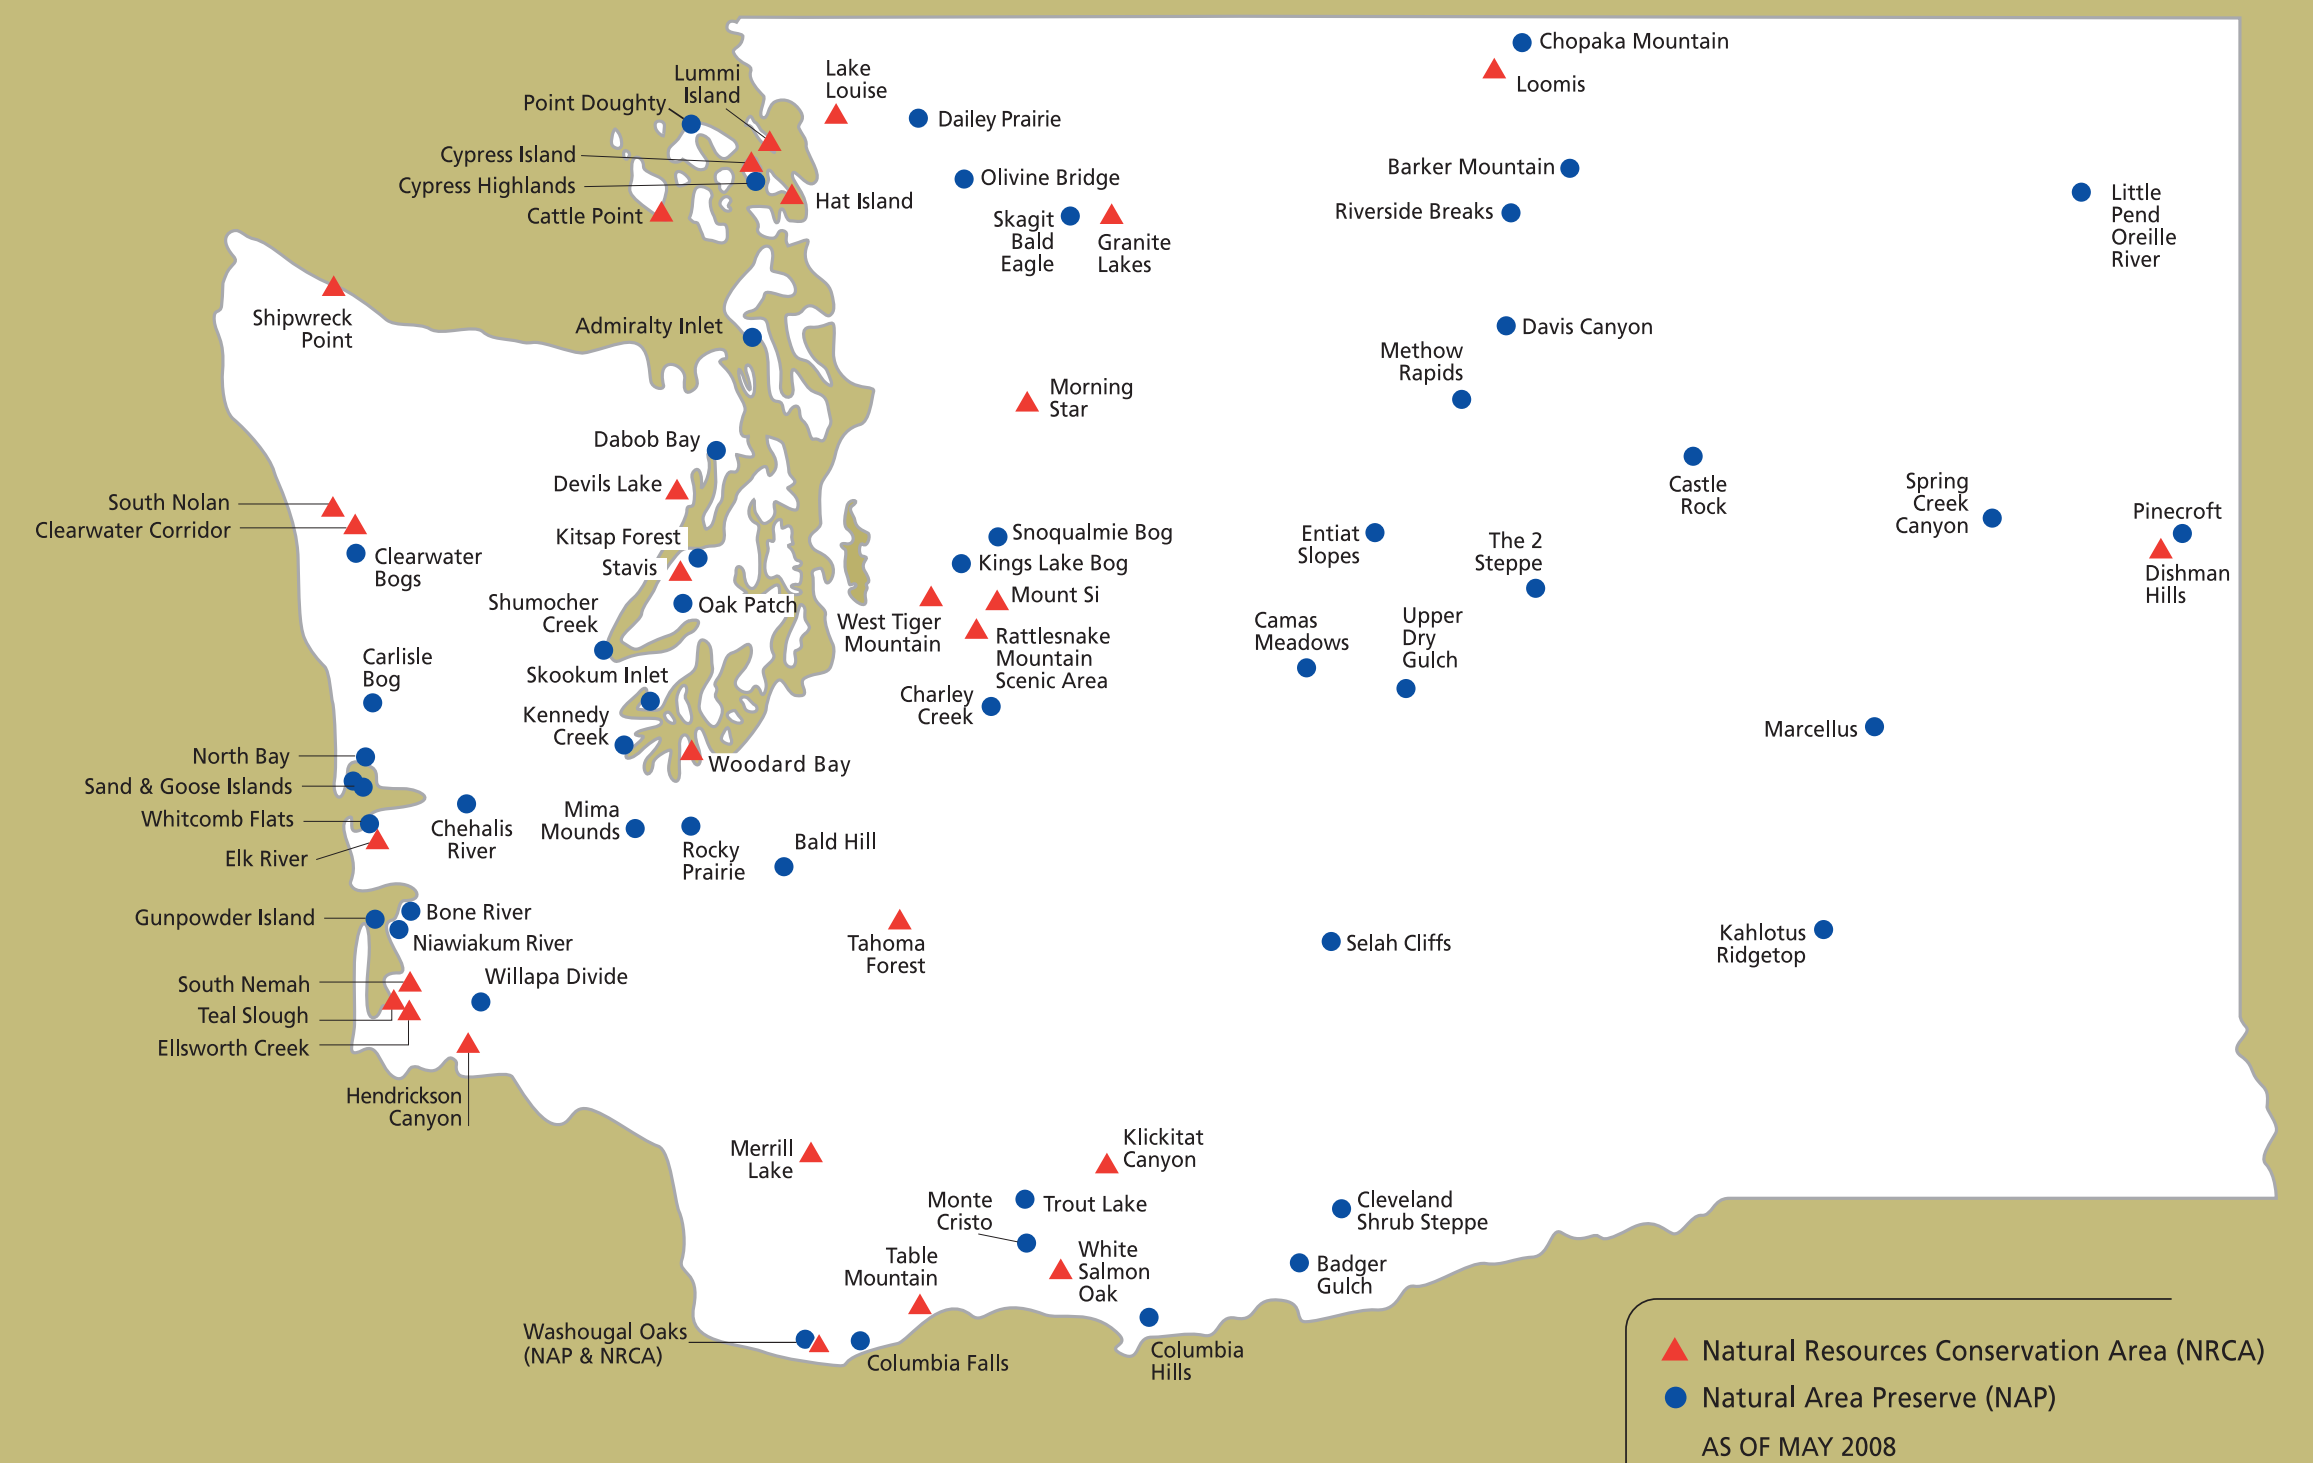 Chopaka Mountain
Loomis
Lummi
Island
Lake
Louise
Point Doughty
Dailey Prairie
Cypress Island
Cypress Highlands
Cattle Point
Hat Island
Olivine Bridge
Skagit
Bald
Eagle
Granite
Lakes
Barker Mountain
Riverside Breaks
Little
Pend
Oreille
River
Shipwreck
Point
Admiralty Inlet
Davis Canyon
Methow
Rapids
Morning
Star
Dabob Bay
Devils Lake
Castle
Rock
Spring
Creek
Canyon
Pinecroft
Dishman
Hills
South Nolan
Clearwater Corridor
Clearwater
Bogs
Kitsap Forest
Stavis
Snoqualmie Bog
Kings Lake Bog
Entiat
Slopes
The 2
Steppe
Shumocher
Creek
Oak Patch
West Tiger
Mountain
Mount Si
Rattlesnake
Mountain
Scenic Area
Camas
Meadows
Upper
Dry
Gulch
Carlisle
Bog
Skookum Inlet
Kennedy
Creek
Charley
Creek
Marcellus
North Bay
Sand & Goose Islands
Whitcomb Flats
Elk River
Woodard Bay
Chehalis
River
Mima
Mounds
Rocky
Prairie
Bald Hill
Gunpowder Island
Bone River
Niawiakum River
Tahoma
Forest
Selah Cliffs
Kahlotus
Ridgetop
South Nemah
Teal Slough
Ellsworth Creek
Willapa Divide
Hendrickson
Canyon
Merrill
Lake
Klickitat
Canyon
Monte
Cristo
Trout Lake
Cleveland
Shrub Steppe
Table
Mountain
White
Salmon
Oak
Badger
Gulch
Washougal Oaks
(NAP & NRCA)
Columbia Falls
Columbia
Hills
Natural Resources Conservation Area (NRCA)
Natural Area Preserve (NAP)
AS OF MAY 2008